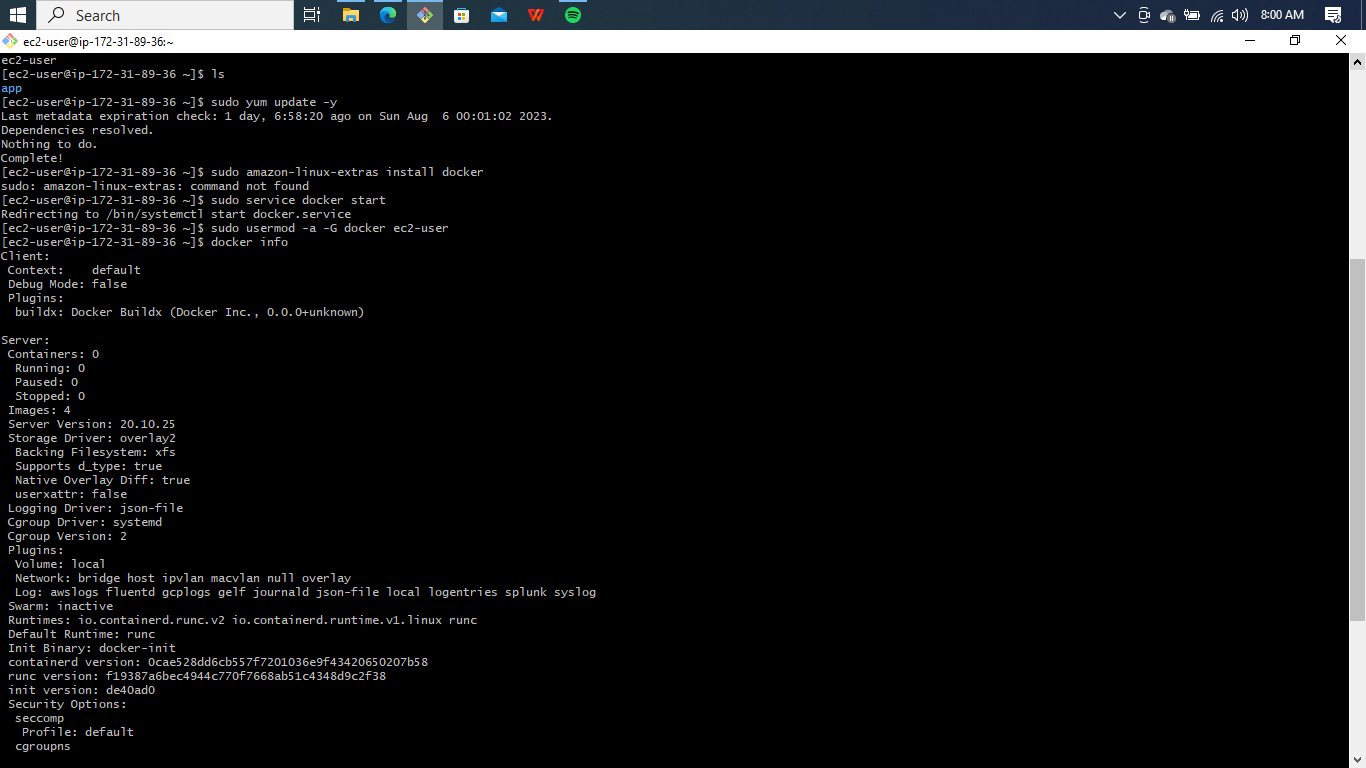 Search
8:00 AM
ec2-user@ip-172-31-89-36:~
ec2-user
[ec2-user@ip-172-31-89-36 ~]$ ls
app
[ec2-user@ip-172-31-89-36 ~]$ sudo yum update -y
Last metadata expiration check: 1 day, 6:58:20 ago on Sun Aug  6 00:01:02 2023.
Dependencies resolved.
Nothing to do.
Complete!
[ec2-user@ip-172-31-89-36 ~]$ sudo amazon-linux-extras install docker
sudo: amazon-linux-extras: command not found
[ec2-user@ip-172-31-89-36 ~]$ sudo service docker start
Redirecting to /bin/systemctl start docker.service
[ec2-user@ip-172-31-89-36 ~]$ sudo usermod -a -G docker ec2-user
[ec2-user@ip-172-31-89-36 ~]$ docker info
Client:
 Context:    default
 Debug Mode: false
 Plugins:
  buildx: Docker Buildx (Docker Inc., 0.0.0+unknown)

Server:
 Containers: 0
  Running: 0
  Paused: 0
  Stopped: 0
 Images: 4
 Server Version: 20.10.25
 Storage Driver: overlay2
  Backing Filesystem: xfs
  Supports d_type: true
  Native Overlay Diff: true
  userxattr: false
 Logging Driver: json-file
 Cgroup Driver: systemd
 Cgroup Version: 2
 Plugins:
  Volume: local
  Network: bridge host ipvlan macvlan null overlay
  Log: awslogs fluentd gcplogs gelf journald json-file local logentries splunk syslog
 Swarm: inactive
 Runtimes: io.containerd.runc.v2 io.containerd.runtime.v1.linux runc
 Default Runtime: runc
 Init Binary: docker-init
 containerd version: 0cae528dd6cb557f7201036e9f43420650207b58
 runc version: f19387a6bec4944c770f7668ab51c4348d9c2f38
 init version: de40ad0
 Security Options:
  seccomp
   Profile: default
  cgroupns